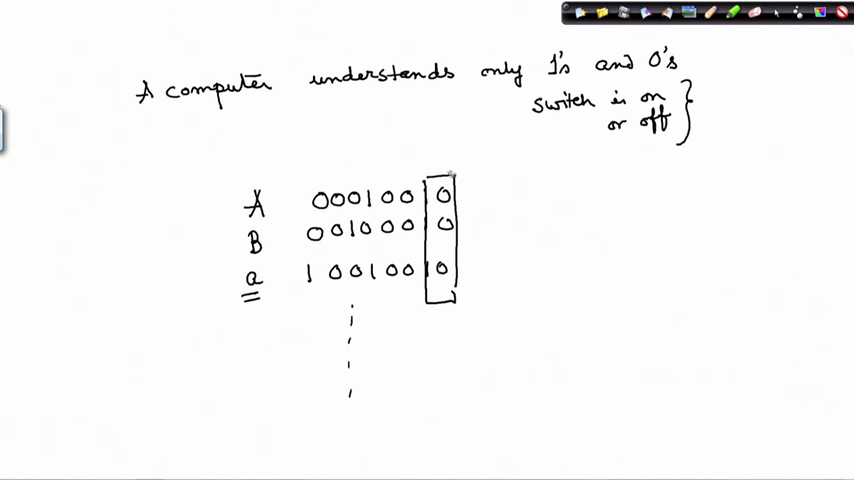 A computer understands only 1's and 0's
switch is on
or off
A 000100 0
B 001000 0
a 100100 0